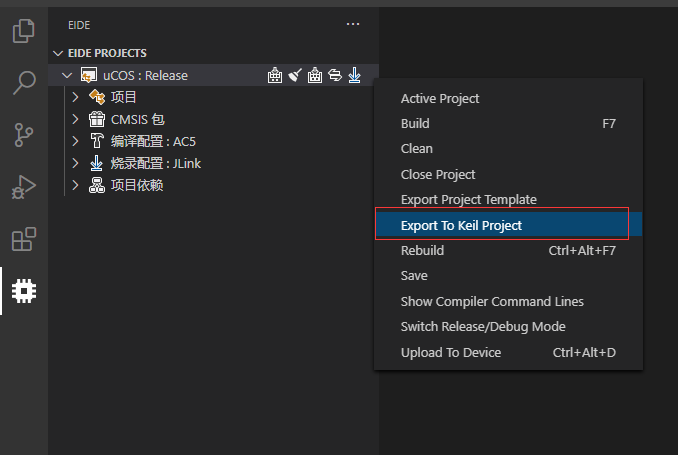 EIDE
EIDE PROJECTS
uCOS : Release
项目
CMSIS 包
编译配置 : AC5
烧录配置 : JLink
项目依赖
Active Project
Build F7
Clean
Close Project
Export Project Template
Export To Keil Project
Rebuild Ctrl+Alt+F7
Save
Show Compiler Command Lines
Switch Release/Debug Mode
Upload To Device Ctrl+Alt+D